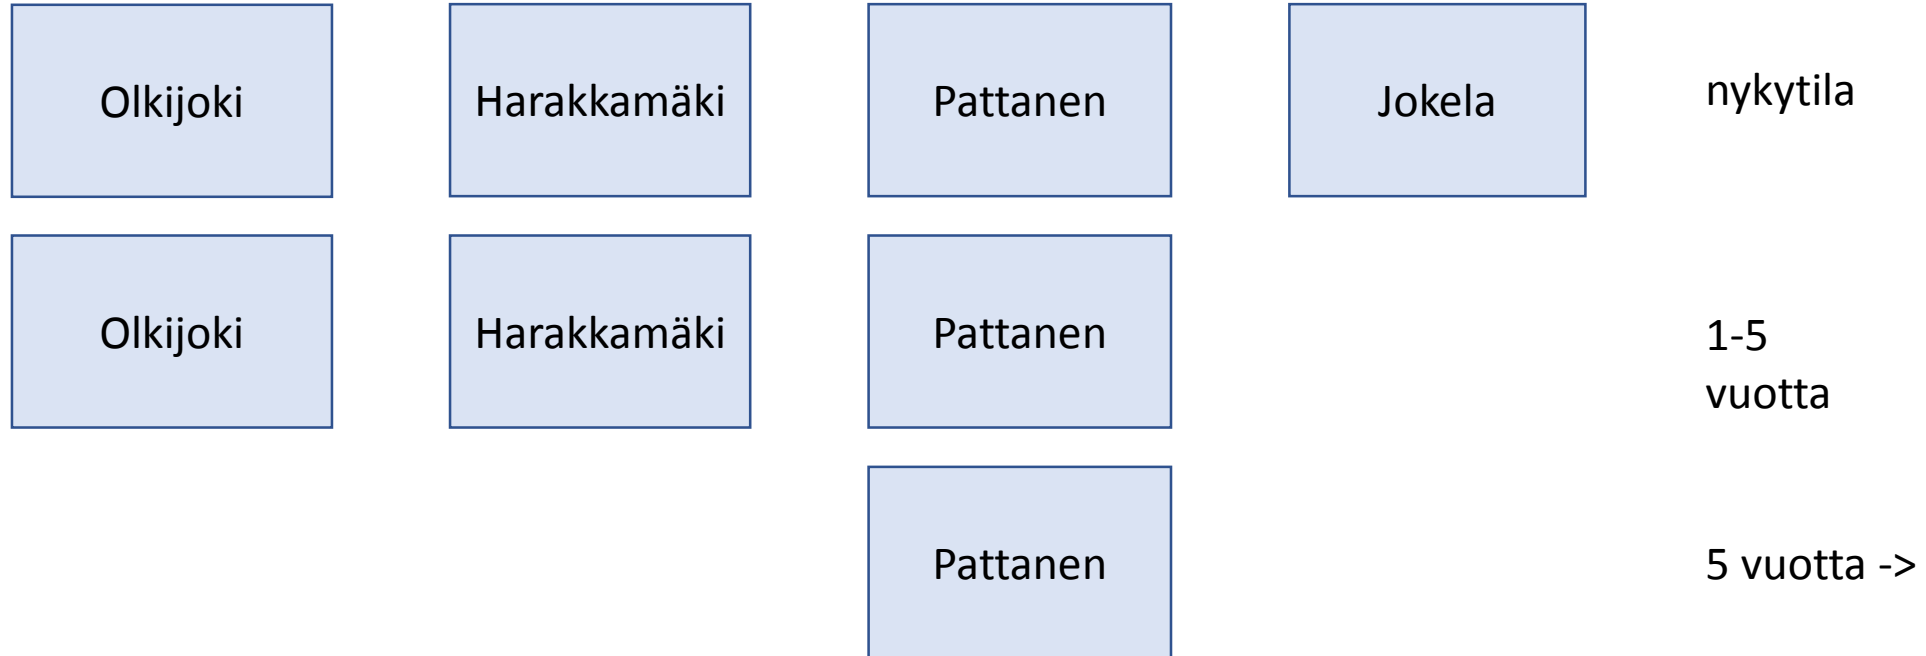 Olkijoki
Harakkamäki
Pattanen
Jokela
nykytila
Olkijoki
Harakkamäki
Pattanen
1-5
vuotta
Pattanen
5 vuotta ->